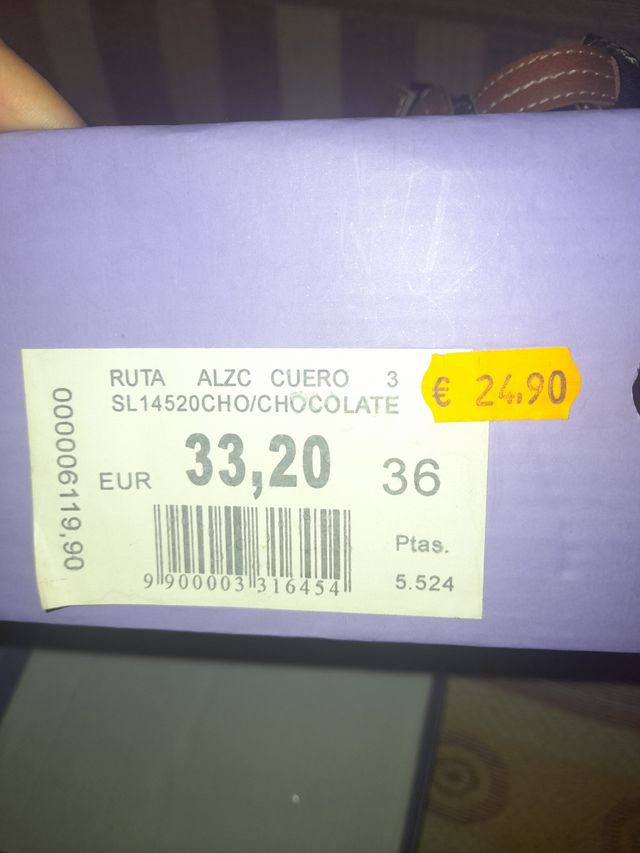 RUTA ALZC CUERO 3
SL14520CHO/CHOCOLATE
€ 24,90
EUR 33,20 36
Ptas.
5.524
9 900003 316454
000006119,90